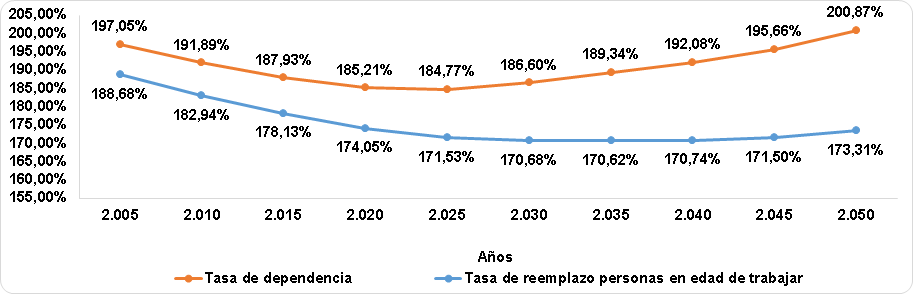 205,00%
200,00%
195,00%
190,00%
185,00%
180,00%
175,00%
170,00%
165,00%
160,00%
155,00%
197,05% 191,89% 187,93% 185,21% 184,77% 186,60% 189,34% 192,08% 195,66% 200,87%
188,68% 182,94% 178,13% 174,05% 171,53% 170,68% 170,62% 170,74% 171,50% 173,31%
2.005 2.010 2.015 2.020 2.025 2.030 2.035 2.040 2.045 2.050
Años
Tasa de dependencia Tasa de reemplazo personas en edad de trabajar